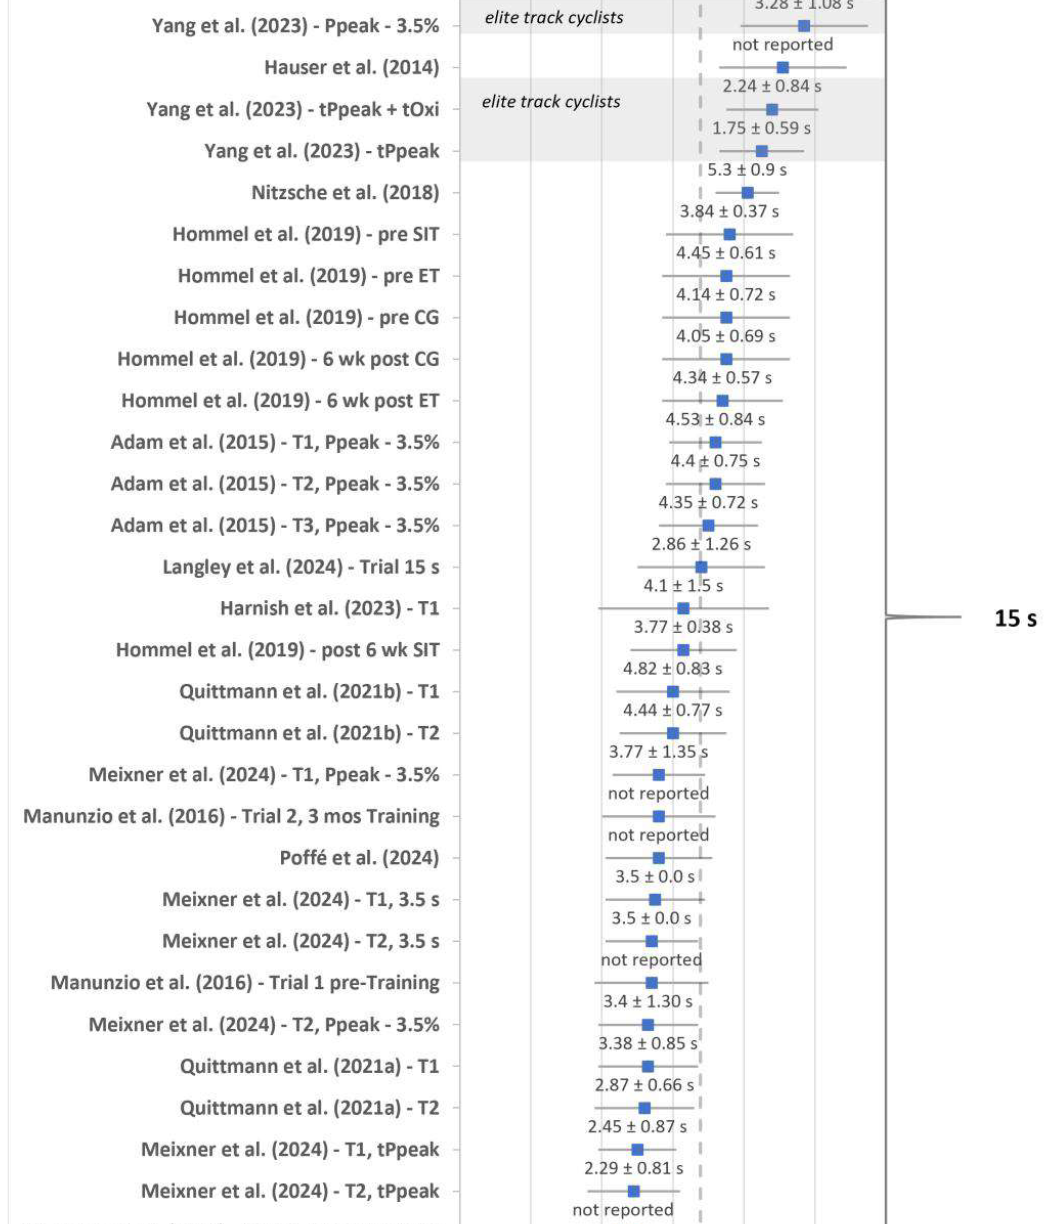 3.28 ± 1.08 s
Yang et al. (2023) - Ppeak - 3.5%
elite track cyclists
not reported
Hauser et al. (2014)
2.24 ± 0.84 s
Yang et al. (2023) - tPpeak + tOxi
elite track cyclists
1.75 ± 0.59 s
Yang et al. (2023) - tPpeak
5.3 ± 0.9 s
Nitzsche et al. (2018)
3.84 ± 0.37 s
Hommel et al. (2019) - pre SIT
4.45 ± 0.61 s
Hommel et al. (2019) - pre ET
4.14 ± 0.72 s
Hommel et al. (2019) - pre CG
4.05 ± 0.69 s
Hommel et al. (2019) - 6 wk post CG
4.34 ± 0.57 s
Hommel et al. (2019) - 6 wk post ET
4.53 ± 0.84 s
Adam et al. (2015) - T1, Ppeak - 3.5%
4.4 ± 0.75 s
Adam et al. (2015) - T2, Ppeak - 3.5%
4.35 ± 0.72 s
Adam et al. (2015) - T3, Ppeak - 3.5%
2.86 ± 1.26 s
Langley et al. (2024) - Trial 15 s
4.1 ± 1.5 s
Harnish et al. (2023) - T1
15 s
3.77 ± 0.38 s
Hommel et al. (2019) - post 6 wk SIT
4.82 ± 0.83 s
Quittmann et al. (2021b) - T1
4.44 ± 0.77 s
Quittmann et al. (2021b) - T2
3.77 ± 1.35 s
Meixner et al. (2024) - T1, Ppeak - 3.5%
not reported
Manunzio et al. (2016) - Trial 2, 3 mos Training
not reported
Poffé et al. (2024)
3.5 ± 0.0 s
Meixner et al. (2024) - T1, 3.5 s
3.5 ± 0.0 s
Meixner et al. (2024) - T2, 3.5 s
not reported
Manunzio et al. (2016) - Trial 1 pre-Training
3.4 ± 1.30 s
Meixner et al. (2024) - T2, Ppeak - 3.5%
3.38 ± 0.85 s
Quittmann et al. (2021a) - T1
2.87 ± 0.66 s
Quittmann et al. (2021a) - T2
2.45 ± 0.87 s
Meixner et al. (2024) - T1, tPpeak
2.29 ± 0.81 s
Meixner et al. (2024) - T2, tPpeak
not reported